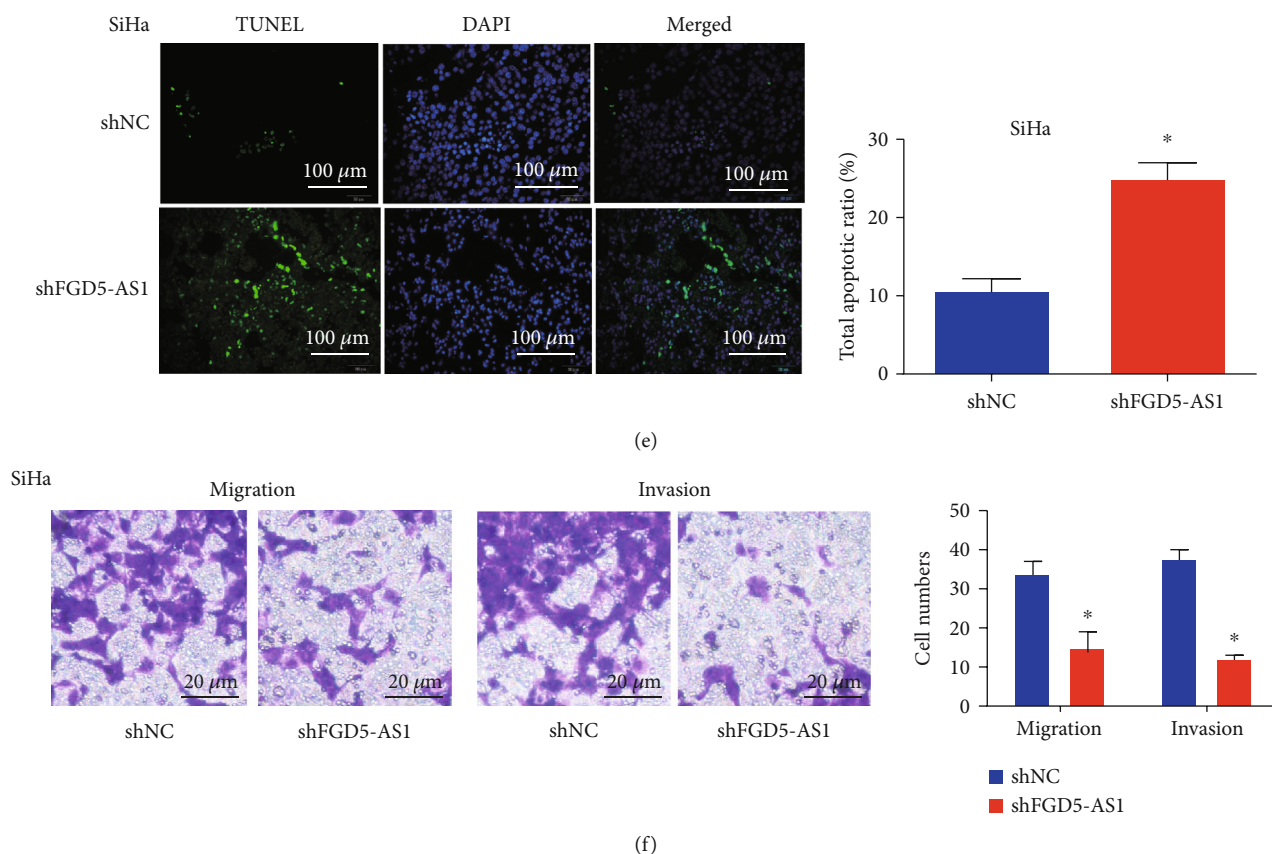 SiHa TUNEL DAPI Merged
shNC
100 µm 100 µm 100 µm
shFGD5-AS1
100 µm 100 µm 100 µm
SiHa
Total apoptotic ratio (%)
30
20
10
0
*
shNC shFGD5-AS1
(e)
SiHa
Migration Invasion
20 µm 20 µm 20 µm 20 µm
shNC shFGD5-AS1 shNC shFGD5-AS1
Cell numbers
50
40
30
20
10
0
* *
Migration Invasion
shNC
shFGD5-AS1
(f)